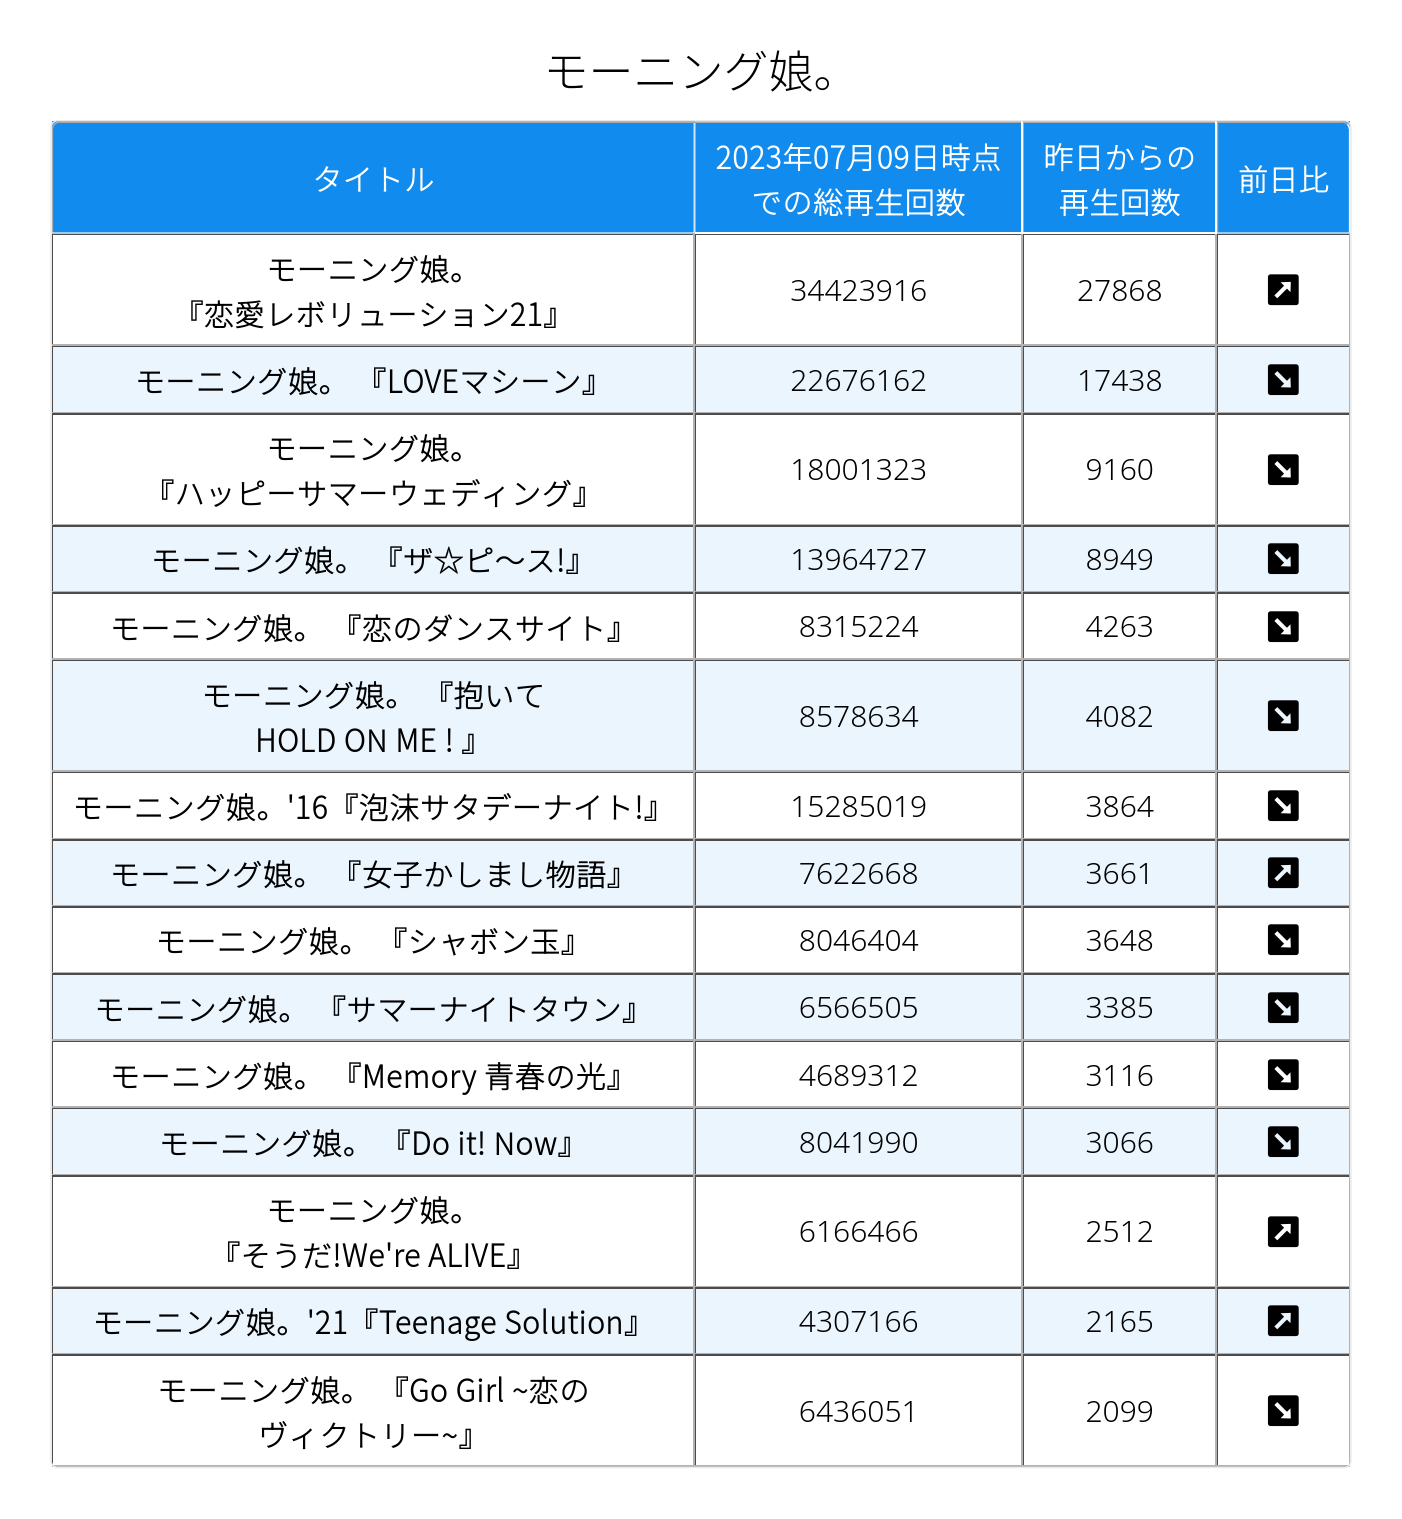 モーニング娘。
タイトル
2023年07月09日時点
での総再生回数
昨日からの
再生回数
前日比
モーニング娘。
『恋愛レボリューション21』
34423916
27868
↗
モーニング娘。 『LOVEマシーン』
22676162
17438
↘
モーニング娘。
『ハッピーサマーウェディング』
18001323
9160
↘
モーニング娘。 『ザ☆ピ〜ス!』
13964727
8949
↘
モーニング娘。 『恋のダンスサイト』
8315224
4263
↘
モーニング娘。 『抱いて
HOLD ON ME ! 』
8578634
4082
↘
モーニング娘。'16『泡沫サタデーナイト!』
15285019
3864
↘
モーニング娘。 『女子かしまし物語』
7622668
3661
↗
モーニング娘。 『シャボン玉』
8046404
3648
↘
モーニング娘。 『サマーナイトタウン』
6566505
3385
↘
モーニング娘。 『Memory 青春の光』
4689312
3116
↘
モーニング娘。 『Do it! Now』
8041990
3066
↘
モーニング娘。
『そうだ!We're ALIVE』
6166466
2512
↗
モーニング娘。'21『Teenage Solution』
4307166
2165
↗
モーニング娘。 『Go Girl ~恋の
ヴィクトリー~』
6436051
2099
↘